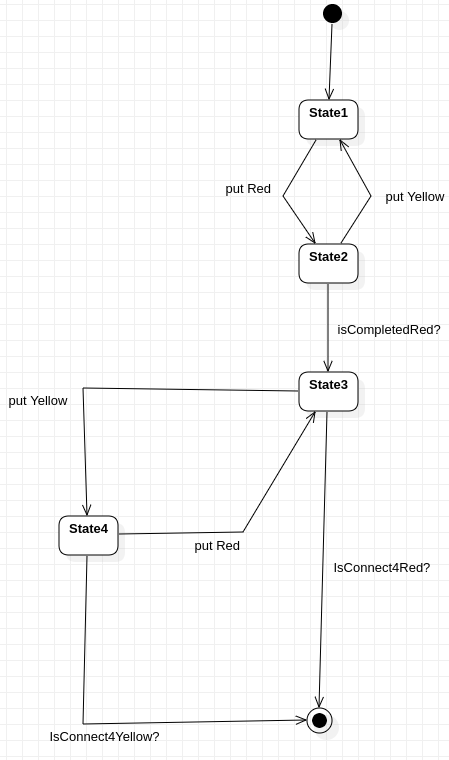 State1
put Red
put Yellow
State2
isCompletedRed?
State3
put Yellow
State4
put Red
IsConnect4Red?
IsConnect4Yellow?